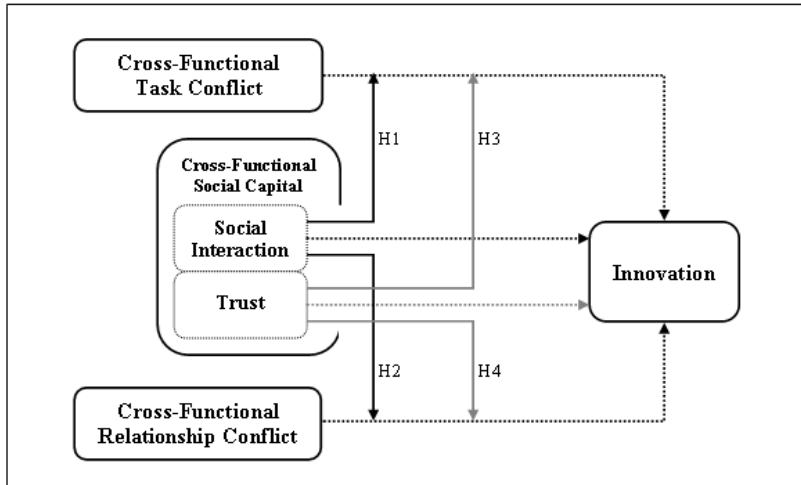 Cross-Functional
Task Conflict
H1
H3
Cross-Functional
Social Capital
Social
Interaction
Innovation
Trust
H2
H4
Cross-Functional
Relationship Conflict